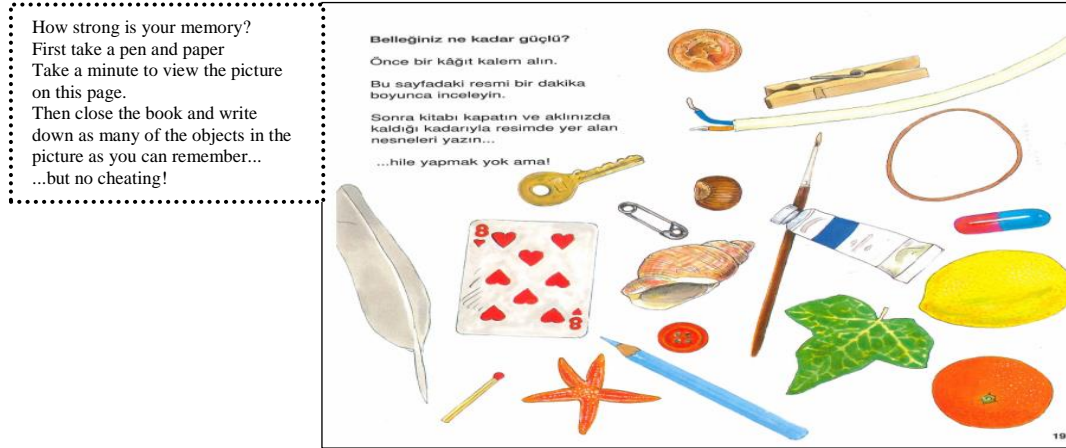 How strong is your memory?
First take a pen and paper
Take a minute to view the picture
on this page.
Then close the book and write
down as many of the objects in the
picture as you can remember...
...but no cheating!
Belleğiniz ne kadar güçlü?
Önce bir kâğıt kalem alın.
Bu sayfadaki resmi bir dakika
boyunca inceleyin.
Sonra kitabı kapatın ve aklınızda
kaldığı kadarıyla resimde yer alan
nesneleri yazın...
...hile yapmak yok ama!
8
8
19